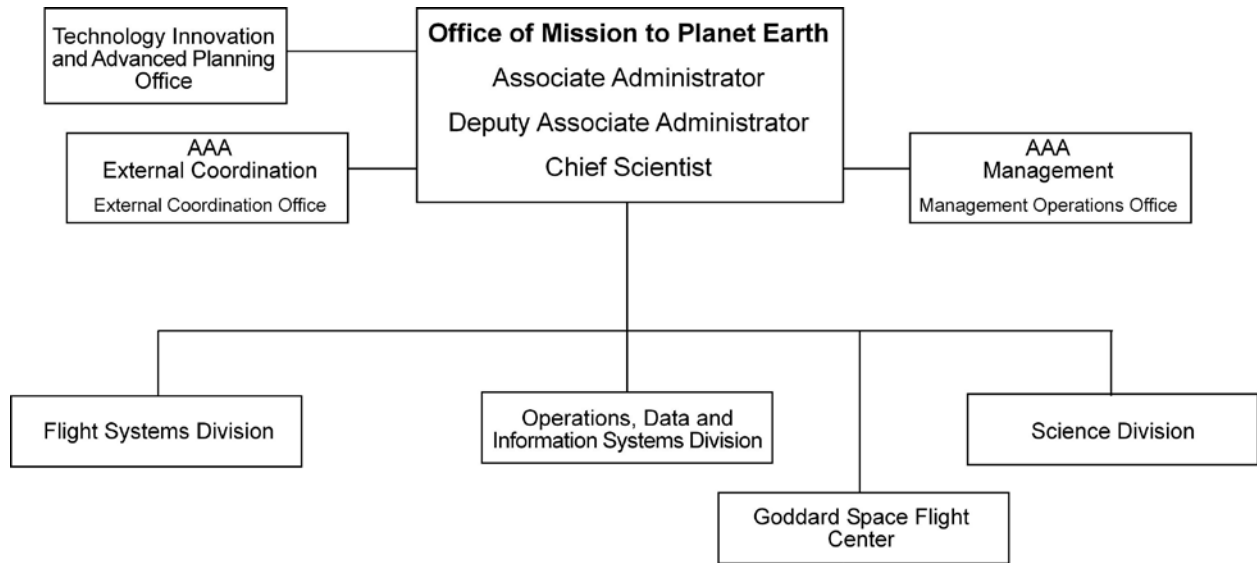 Technology Innovation
and Advanced Planning
Office
Office of Mission to Planet Earth
Associate Administrator
Deputy Associate Administrator
Chief Scientist
AAA
External Coordination
External Coordination Office
AAA
Management
Management Operations Office
Flight Systems Division
Operations, Data and
Information Systems Division
Science Division
Goddard Space Flight
Center